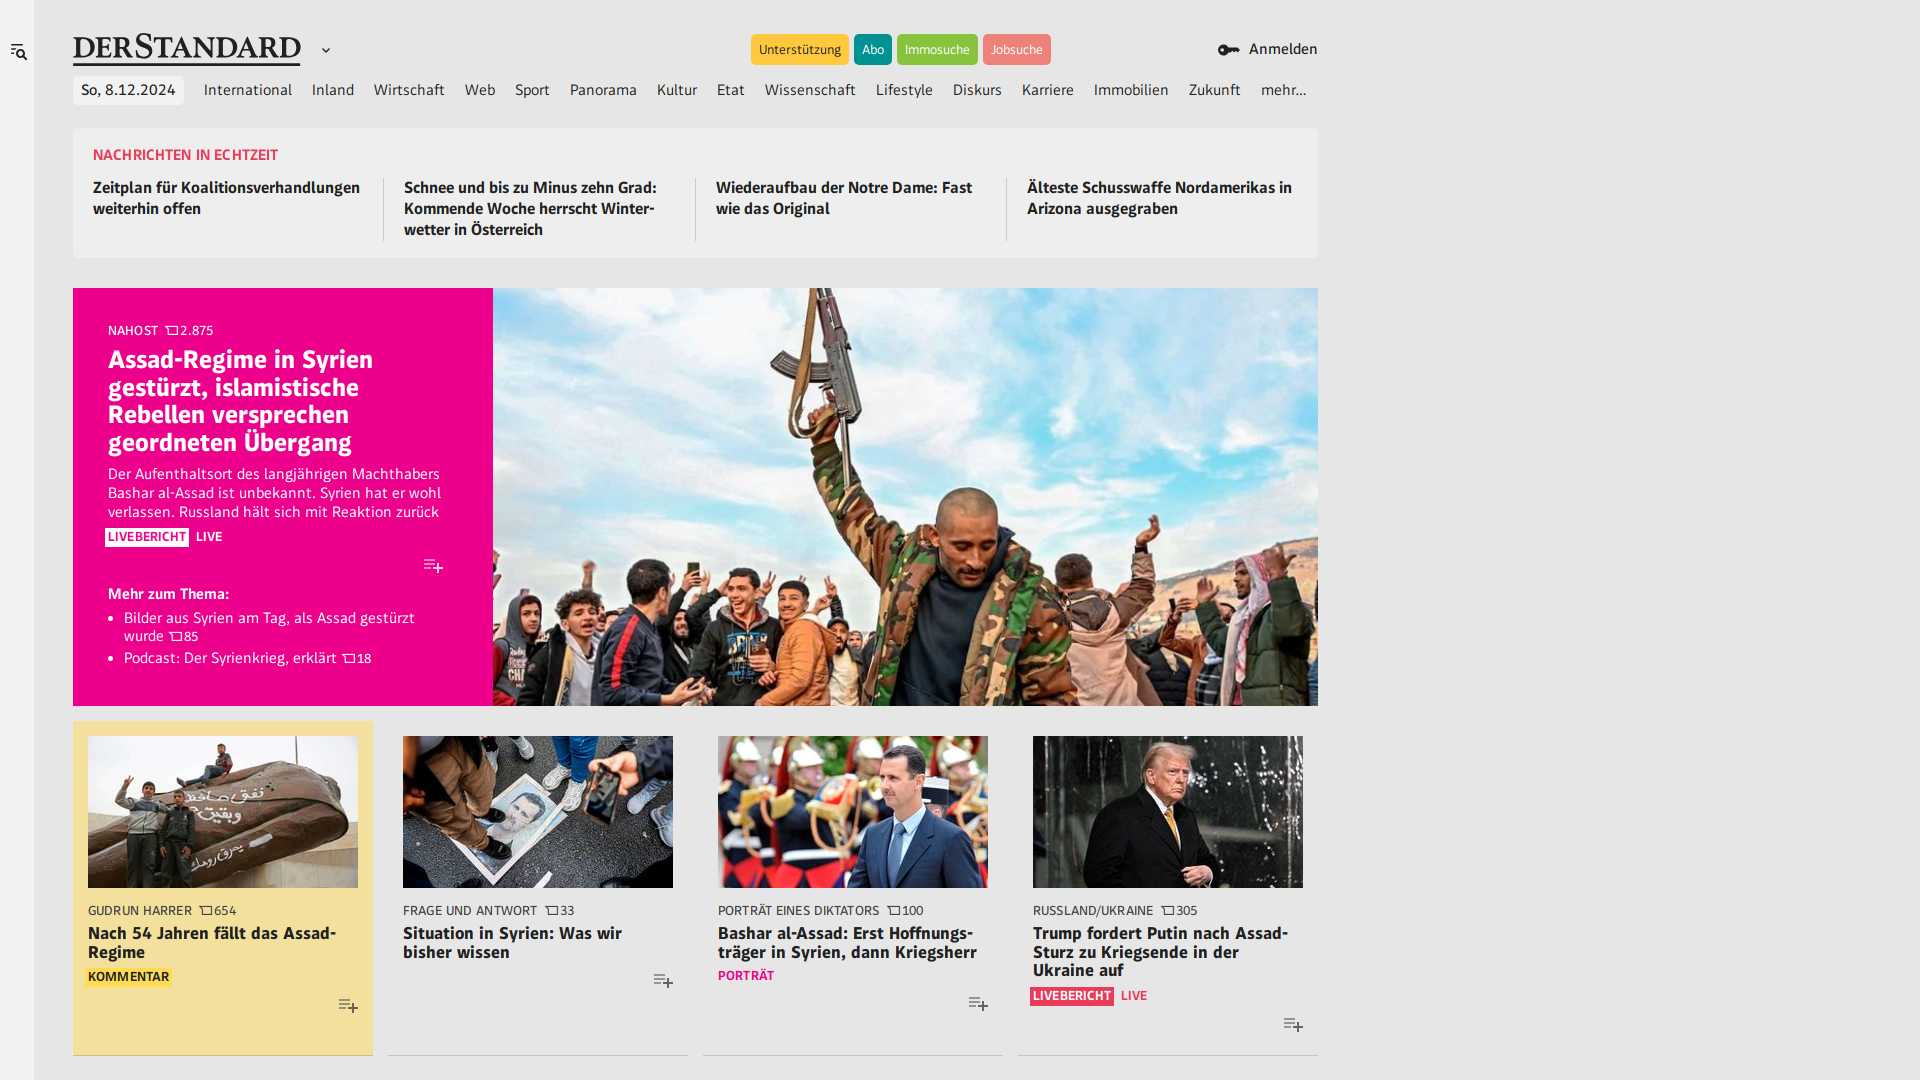 DERSTANDARD
Unterstützung Abo Immosuche Jobsuche
Anmelden
So, 8.12.2024 International Inland Wirtschaft Web Sport Panorama Kultur Etat Wissenschaft Lifestyle Diskurs Karriere Immobilien Zukunft mehr...
NACHRICHTEN IN ECHTZEIT
Zeitplan für Koalitionsverhandlungen
weiterhin offen
Schnee und bis zu Minus zehn Grad:
Kommende Woche herrscht Winter-
wetter in Österreich
Wiederaufbau der Notre Dame: Fast
wie das Original
Älteste Schusswaffe Nordamerikas in
Arizona ausgegraben
NAHOST 2.875
Assad-Regime in Syrien
gestürzt, islamistische
Rebellen versprechen
geordneten Übergang
Der Aufenthaltsort des langjährigen Machthabers
Bashar al-Assad ist unbekannt. Syrien hat er wohl
verlassen. Russland hält sich mit Reaktion zurück
LIVEBERICHT LIVE
Mehr zum Thema:
• Bilder aus Syrien am Tag, als Assad gestürzt
wurde 85
• Podcast: Der Syrienkrieg, erklärt 18
GUDRUN HARRER 654
Nach 54 Jahren fällt das Assad-
Regime
KOMMENTAR
FRAGE UND ANTWORT 33
Situation in Syrien: Was wir
bisher wissen
PORTRÄT EINES DIKTATORS 100
Bashar al-Assad: Erst Hoffnungs-
träger in Syrien, dann Kriegsherr
PORTRÄT
RUSSLAND/UKRAINE 305
Trump fordert Putin nach Assad-
Sturz zu Kriegsende in der
Ukraine auf
LIVEBERICHT LIVE